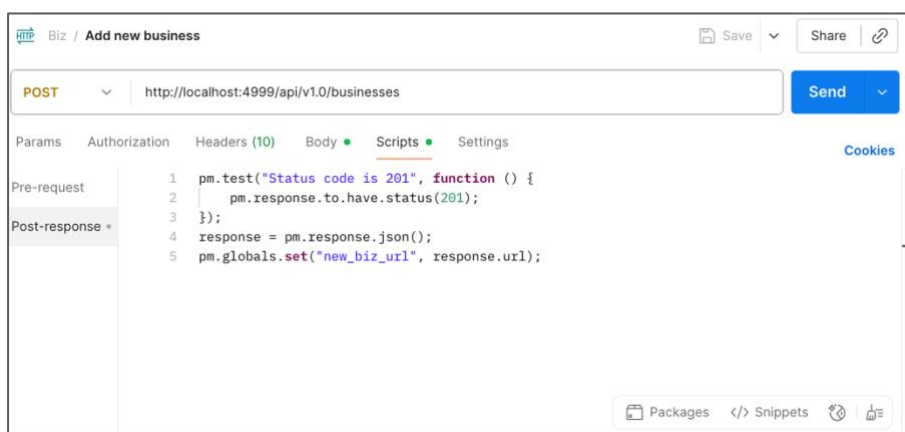 HTTP Biz / Add new business Save Share
POST http://localhost:4999/api/v1.0/businesses Send
Params Authorization Headers (10) Body Scripts Settings Cookies
Pre-request
Post-response
1 pm.test("Status code is 201", function () {
2 pm.response.to.have.status(201);
3 });
4 response = pm.response.json();
5 pm.globals.set("new_biz_url", response.url);
Packages </> Snippets